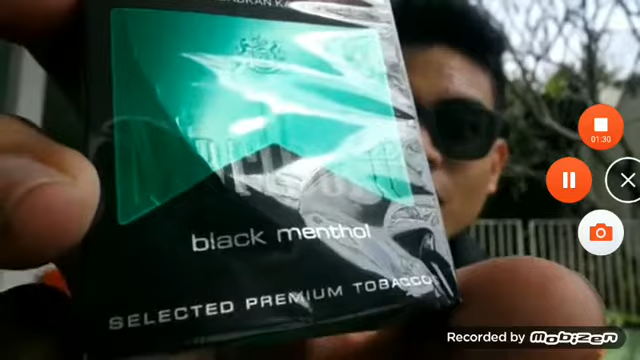 black menthol
SELECTED PREMIUM TOBACCO
01:30
Recorded by mobizen